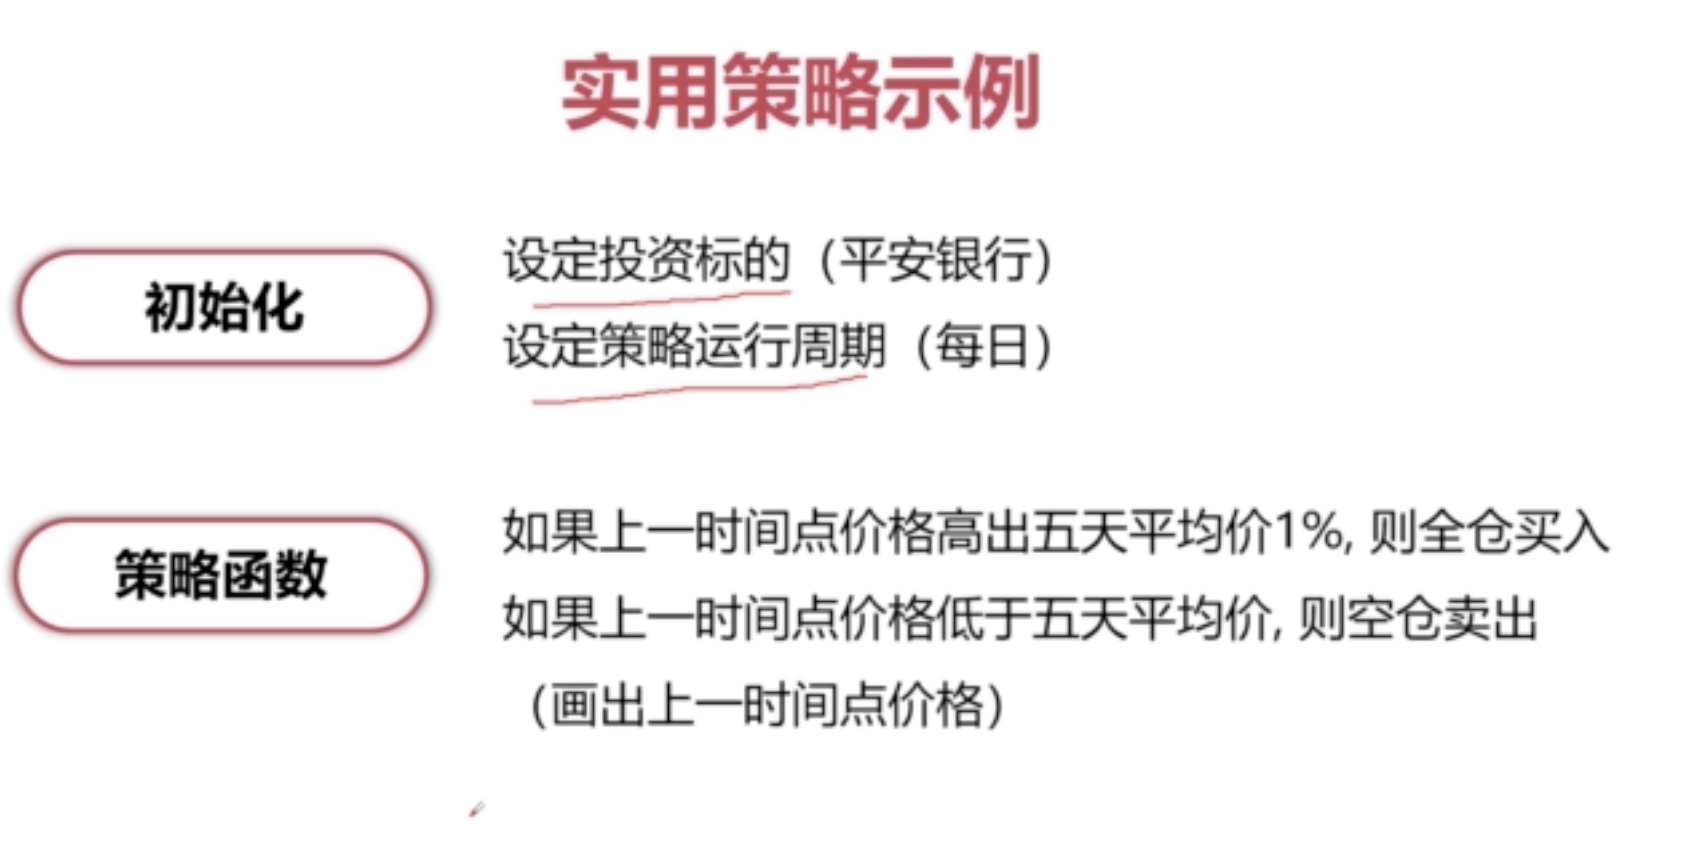 实用策略示例
初始化
设定投资标的（平安银行）
设定策略运行周期（每日）
策略函数
如果上一时间点价格高出五天平均价1%, 则全仓买入
如果上一时间点价格低于五天平均价, 则空仓卖出
（画出上一时间点价格）